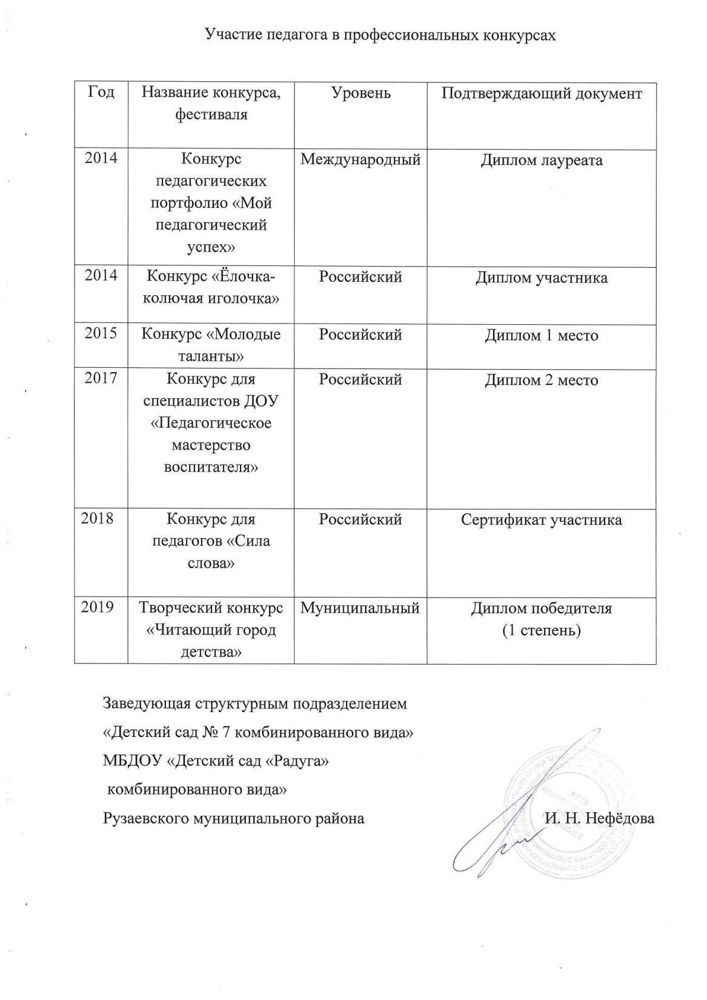 Участие педагога в профессиональных конкурсах
Год
Название конкурса,
фестиваля
Уровень
Подтверждающий документ
2014
Конкурс
педагогических
портфолио «Мой
педагогический
успех»
Международный
Диплом лауреата
2014
Конкурс «Ёлочка-
колючая иголочка»
Российский
Диплом участника
2015
Конкурс «Молодые
таланты»
Российский
Диплом 1 место
2017
Конкурс для
специалистов ДОУ
«Педагогическое
мастерство
воспитателя»
Российский
Диплом 2 место
2018
Конкурс для
педагогов «Сила
слова»
Российский
Сертификат участника
2019
Творческий конкурс
«Читающий город
детства»
Муниципальный
Диплом победителя
(1 степень)
Заведующая структурным подразделением
«Детский сад № 7 комбинированного вида»
МБДОУ «Детский сад «Радуга»
комбинированного вида»
Рузаевского муниципального района
И. Н. Нефёдова